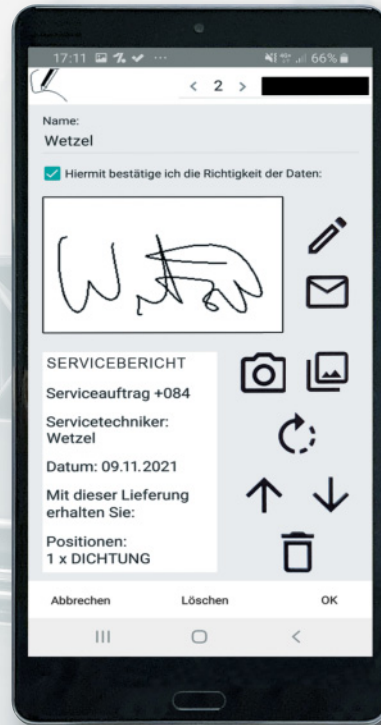 17:11 ... 66%
< 2 >
Name:
Wetzel
Hiermit bestätige ich die Richtigkeit der Daten:
Wetzel
SERVICEBERICHT
Serviceauftrag +084
Servicetechniker:
Wetzel
Datum: 09.11.2021
Mit dieser Lieferung
erhalten Sie:
Positionen:
1 x DICHTUNG
Abbrechen Löschen OK